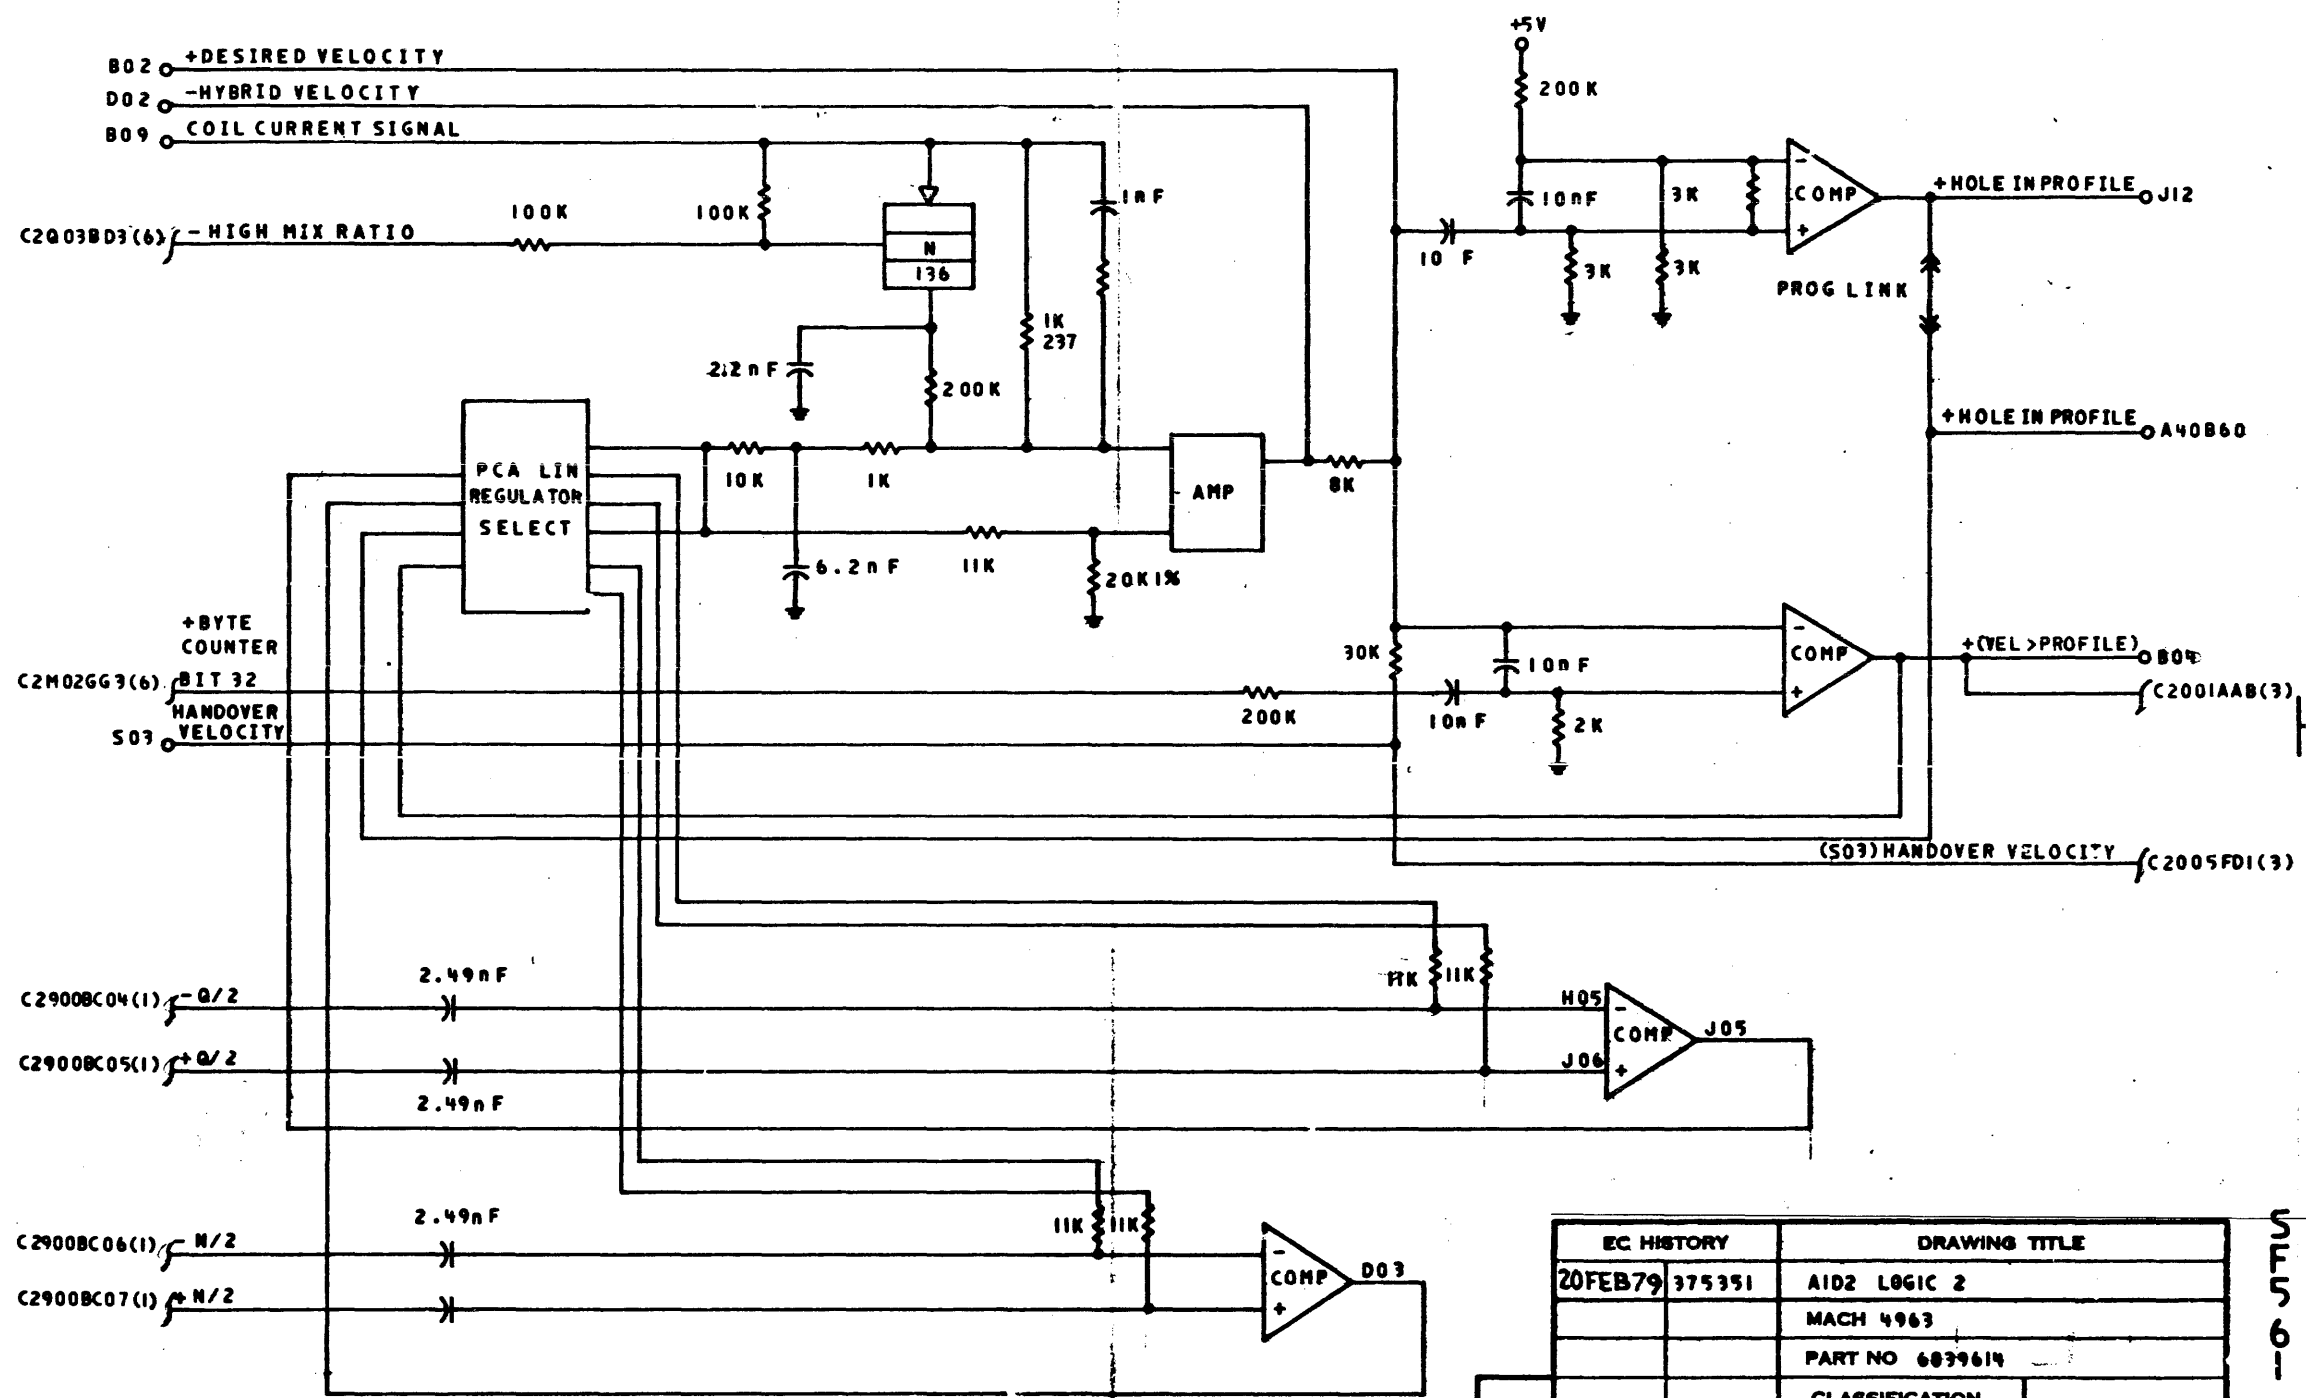 +5V
B02 +DESIRED VELOCITY
200K
D02 -HYBRID VELOCITY
B09 COIL CURRENT SIGNAL
100K
100K
1nF
10nF
3K
-
COMP
+
+HOLE IN PROFILE J12
C2Q03BD3(6) -HIGH MIX RATIO
N
136
10 F
3K
3K
PROG LINK
1K
237
2.2nF
200K
+HOLE IN PROFILE A40B60
PCA LIN
REGULATOR
SELECT
10K
1K
AMP
8K
6.2nF
11K
20K1%
+BYTE
COUNTER
C2M02GG3(6) BIT 32
HANDOVER
S03 VELOCITY
30K
10nF
-
COMP
+
+(VEL>PROFILE) B04
C2001AAB(3)
200K
10nF
2K
(S03)HANDOVER VELOCITY C2005FD1(3)
2.49nF
11K
11K
C2900BC04(1) -Q/2
H05
-
COMP
J05
C2900BC05(1) +Q/2
J06
+
2.49nF
2.49nF
11K
11K
C2900BC06(1) -N/2
-
COMP
D03
C2900BC07(1) +N/2
+
EC HISTORY DRAWING TITLE
20FEB79 375351 AID2 LOGIC 2
MACH 4963
PART NO 6839614
CLASSIFICATION
SF561